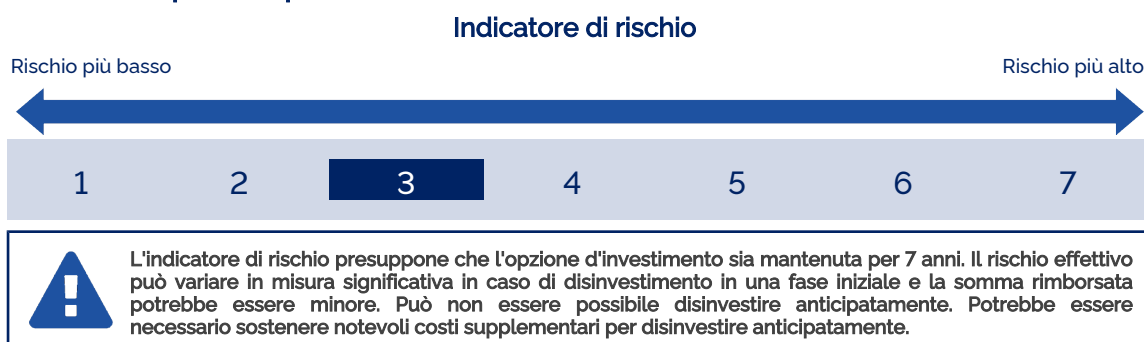 Indicatore di rischio
Rischio più basso
Rischio più alto
1 2 3 4 5 6 7
L'indicatore di rischio presuppone che l'opzione d'investimento sia mantenuta per 7 anni. Il rischio effettivo
può variare in misura significativa in caso di disinvestimento in una fase iniziale e la somma rimborsata
potrebbe essere minore. Può non essere possibile disinvestire anticipatamente. Potrebbe essere
necessario sostenere notevoli costi supplementari per disinvestire anticipatamente.